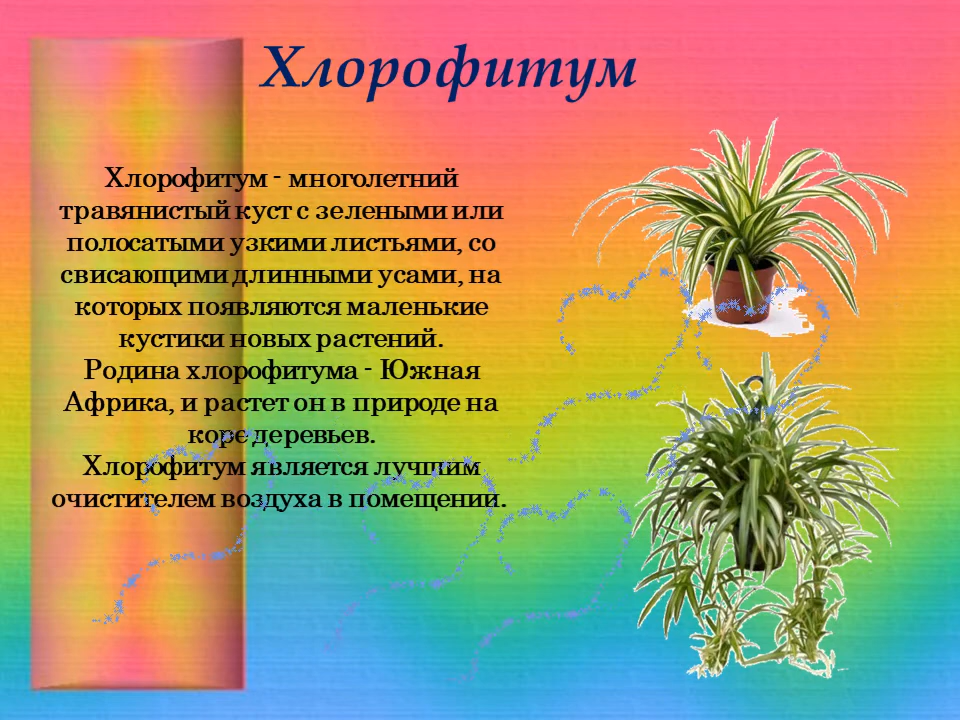 Хлорофитум
Хлорофитум - многолетний
травянистый куст с зелеными или
полосатыми узкими листьями, со
свисающими длинными усами, на
которых появляются маленькие
кустики новых растений.
Родина хлорофитума - Южная
Африка, и растет он в природе на
коре деревьев.
Хлорофитум является лучшим
очистителем воздуха в помещении.